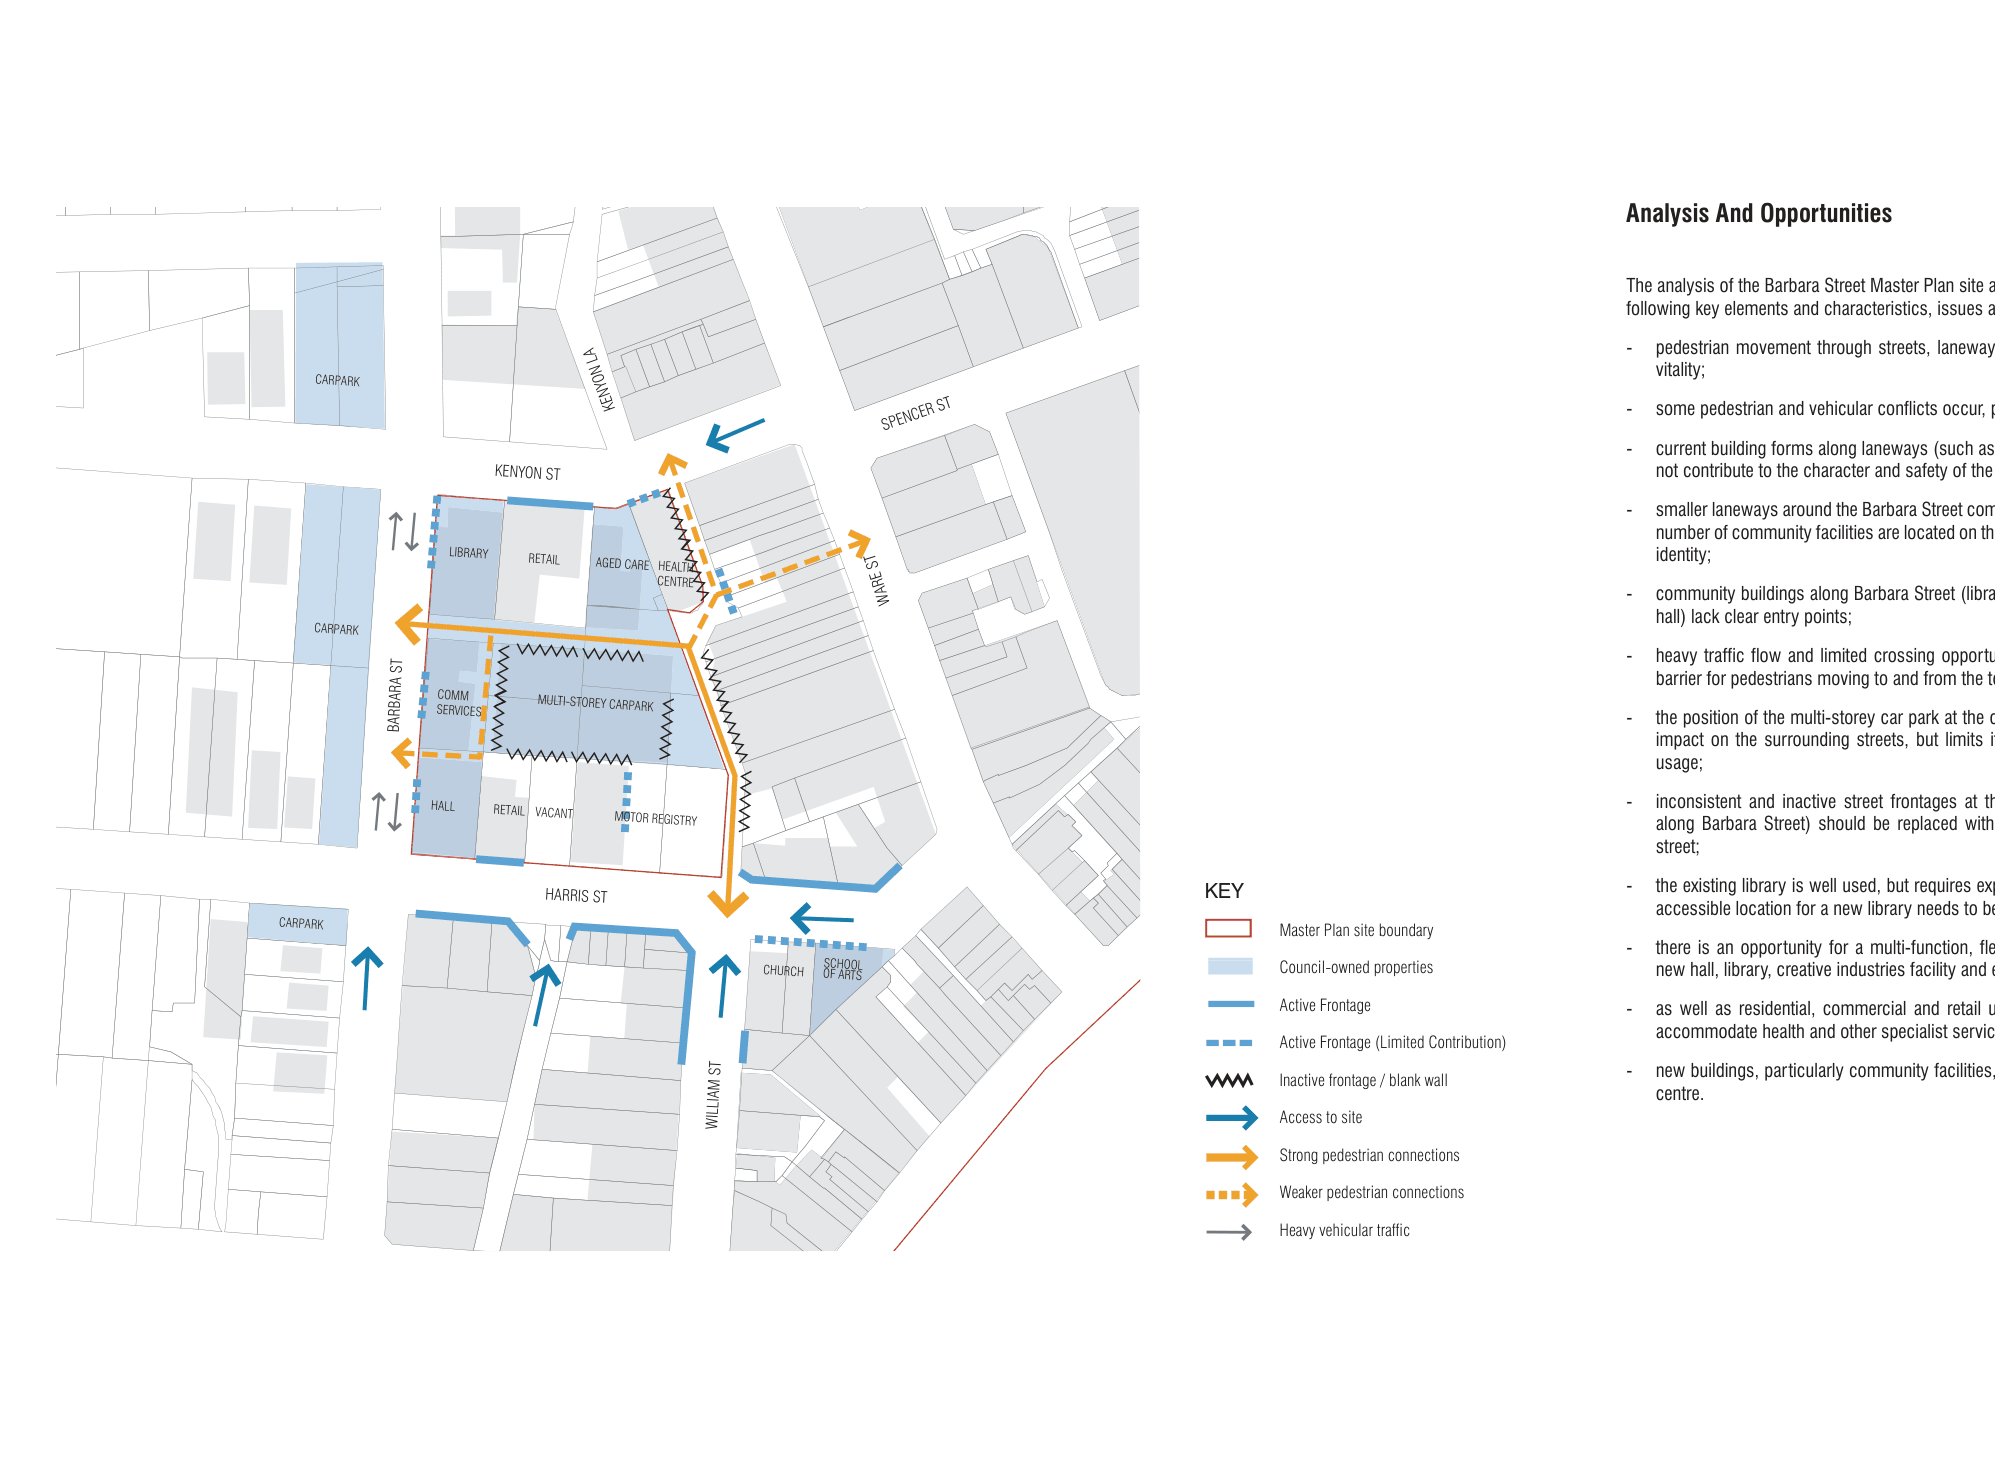 CARPARK
KENYON LA
SPENCER ST
KENYON ST
LIBRARY
RETAIL
AGED CARE
HEALTH
CENTRE
WARE ST
CARPARK
BARBARA ST
COMM
SERVICES
MULTI-STOREY CARPARK
HALL
RETAIL
VACANT
MOTOR REGISTRY
HARRIS ST
CARPARK
CHURCH
SCHOOL
OF ARTS
WILLIAM ST
KEY
Master Plan site boundary
Council-owned properties
Active Frontage
Active Frontage (Limited Contribution)
Inactive frontage / blank wall
Access to site
Strong pedestrian connections
Weaker pedestrian connections
Heavy vehicular traffic
Analysis And Opportunities
The analysis of the Barbara Street Master Plan site a
following key elements and characteristics, issues a
- pedestrian movement through streets, laneway
vitality;
- some pedestrian and vehicular conflicts occur, p
- current building forms along laneways (such as
not contribute to the character and safety of the
- smaller laneways around the Barbara Street com
number of community facilities are located on th
identity;
- community buildings along Barbara Street (libra
hall) lack clear entry points;
- heavy traffic flow and limited crossing opportu
barrier for pedestrians moving to and from the t
- the position of the multi-storey car park at the c
impact on the surrounding streets, but limits i
usage;
- inconsistent and inactive street frontages at th
along Barbara Street) should be replaced with
street;
- the existing library is well used, but requires exp
accessible location for a new library needs to be
- there is an opportunity for a multi-function, fle
new hall, library, creative industries facility and e
- as well as residential, commercial and retail u
accommodate health and other specialist servic
- new buildings, particularly community facilities,
centre.